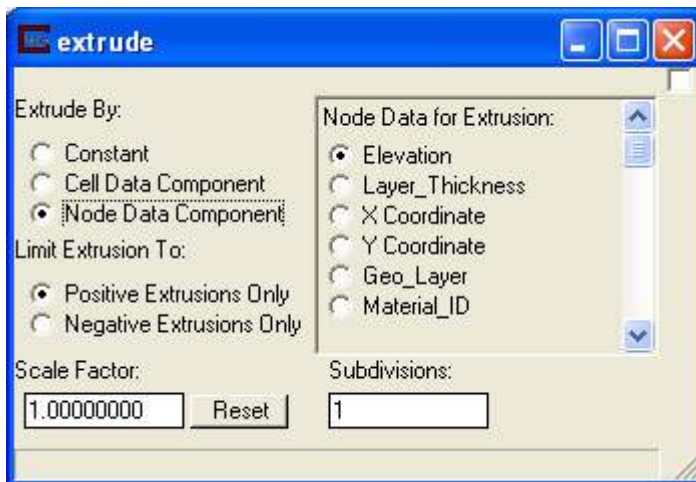 extrude
Extrude By:
Constant
Cell Data Component
Node Data Component
Limit Extrusion To:
Positive Extrusions Only
Negative Extrusions Only
Node Data for Extrusion:
Elevation
Layer_Thickness
X Coordinate
Y Coordinate
Geo_Layer
Material_ID
Scale Factor:
1.00000000
Reset
Subdivisions:
1